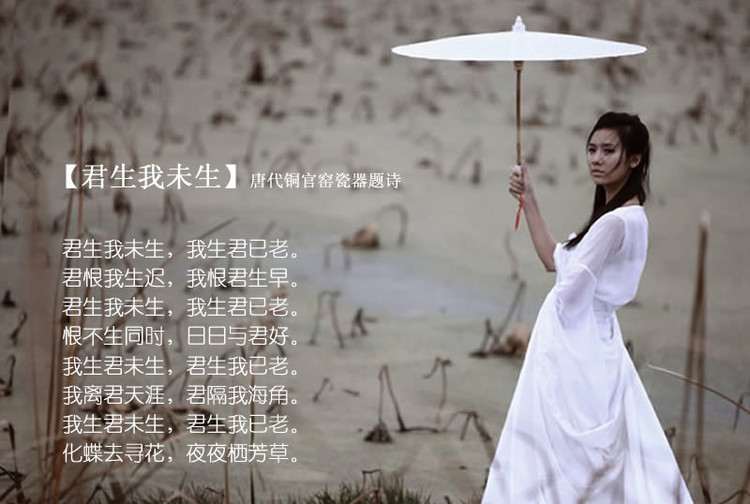 【君生我未生】唐代铜官窑瓷器题诗
君生我未生，我生君已老。
君恨我生迟，我恨君生早。
君生我未生，我生君已老。
恨不生同时，日日与君好。
我生君未生，君生我已老。
我离君天涯，君隔我海角。
我生君未生，君生我已老。
化蝶去寻花，夜夜栖芳草。